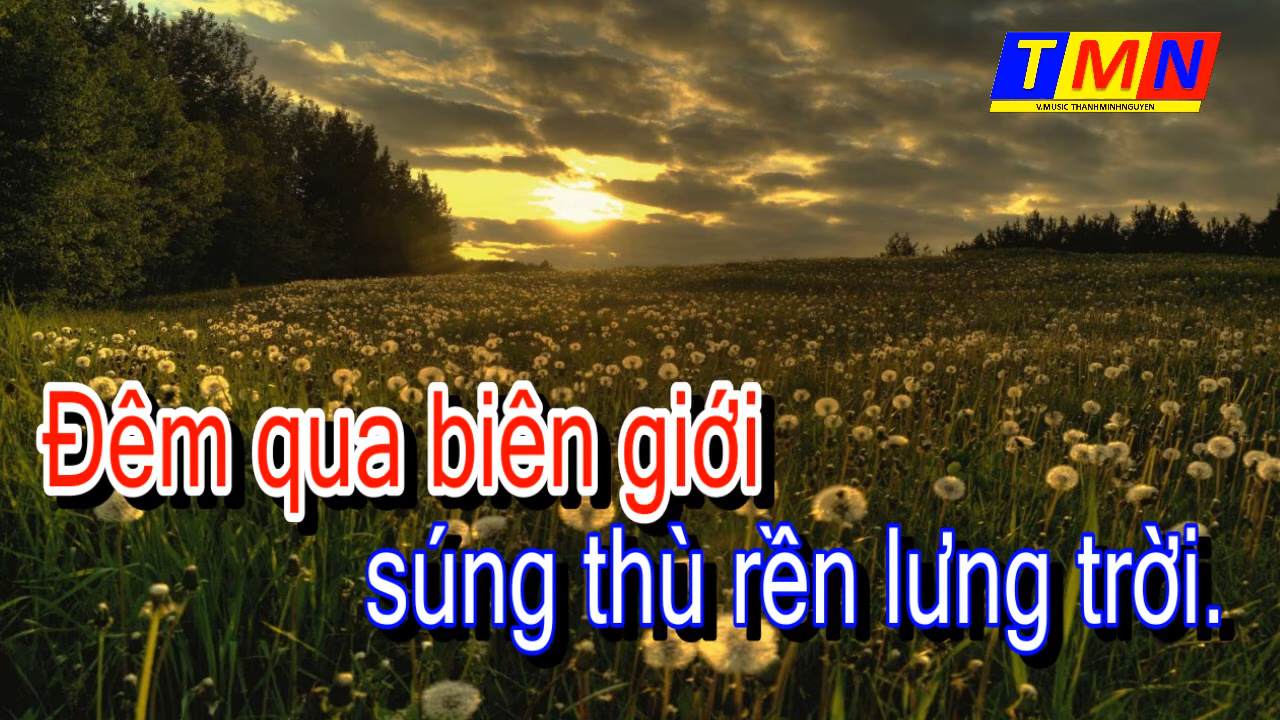 TMN
V.MUSIC THANHMINHNGUYEN
Đêm qua biên giới
súng thù rền lưng trời.